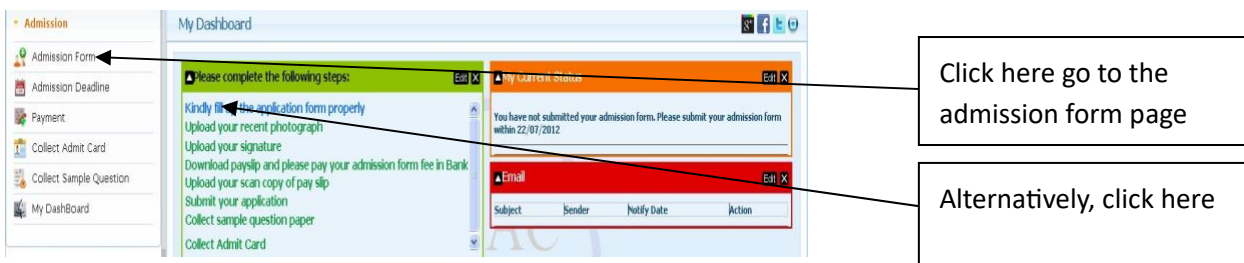 Admission
Admission Form
Admission Deadline
Payment
Collect Admit Card
Collect Sample Question
My DashBoard
My Dashboard
Please complete the following steps:
Edit X
Kindly fill the application form properly
Upload your recent photograph
Upload your signature
Download payslip and please pay your admission form fee in Bank
Upload your scan copy of pay slip
Submit your application
Collect sample question paper
Collect Admit Card
My Current Status
Edit X
You have not submitted your admission form. Please submit your admission form
within 22/07/2012
Email
Edit X
Subject Sender Notify Date Action
AC
Click here go to the
admission form page
Alternatively, click here